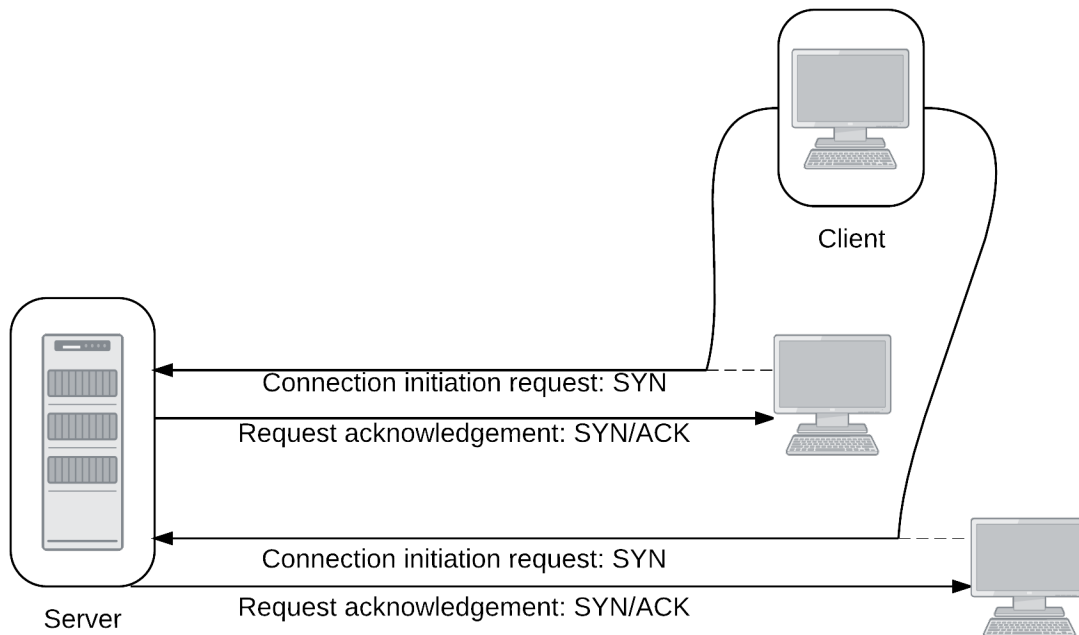 Client
Connection initiation request: SYN
Request acknowledgement: SYN/ACK
Connection initiation request: SYN
Request acknowledgement: SYN/ACK
Server